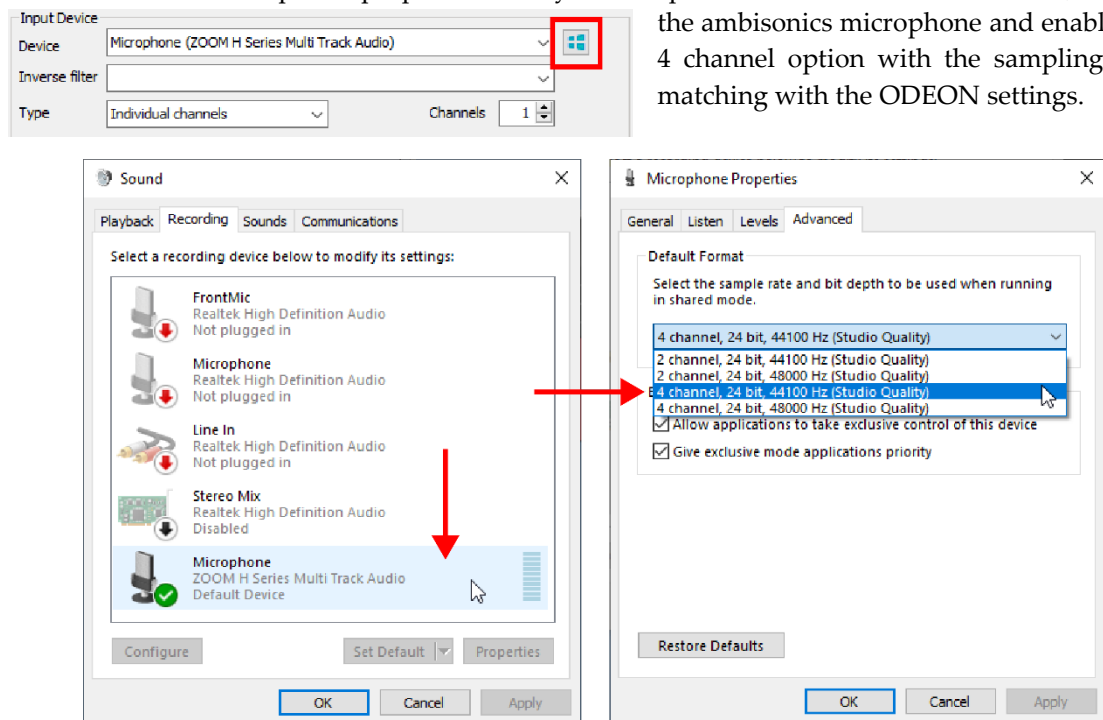 Input Device
Device
Microphone (ZOOM H Series Multi Track Audio)
Inverse filter
Type
Individual channels
Channels
1
the ambisonics microphone and enabl
4 channel option with the sampling
matching with the ODEON settings.
Sound
Playback Recording Sounds Communications
Select a recording device below to modify its settings:
FrontMic
Realtek High Definition Audio
Not plugged in
Microphone
Realtek High Definition Audio
Not plugged in
Line In
Realtek High Definition Audio
Not plugged in
Stereo Mix
Realtek High Definition Audio
Disabled
Microphone
ZOOM H Series Multi Track Audio
Default Device
Configure
Set Default
Properties
OK
Cancel
Apply
Microphone Properties
General Listen Levels Advanced
Default Format
Select the sample rate and bit depth to be used when running
in shared mode.
4 channel, 24 bit, 44100 Hz (Studio Quality)
2 channel, 24 bit, 44100 Hz (Studio Quality)
2 channel, 24 bit, 48000 Hz (Studio Quality)
4 channel, 24 bit, 44100 Hz (Studio Quality)
4 channel, 24 bit, 48000 Hz (Studio Quality)
Allow applications to take exclusive control of this device
Give exclusive mode applications priority
Restore Defaults
OK
Cancel
Apply